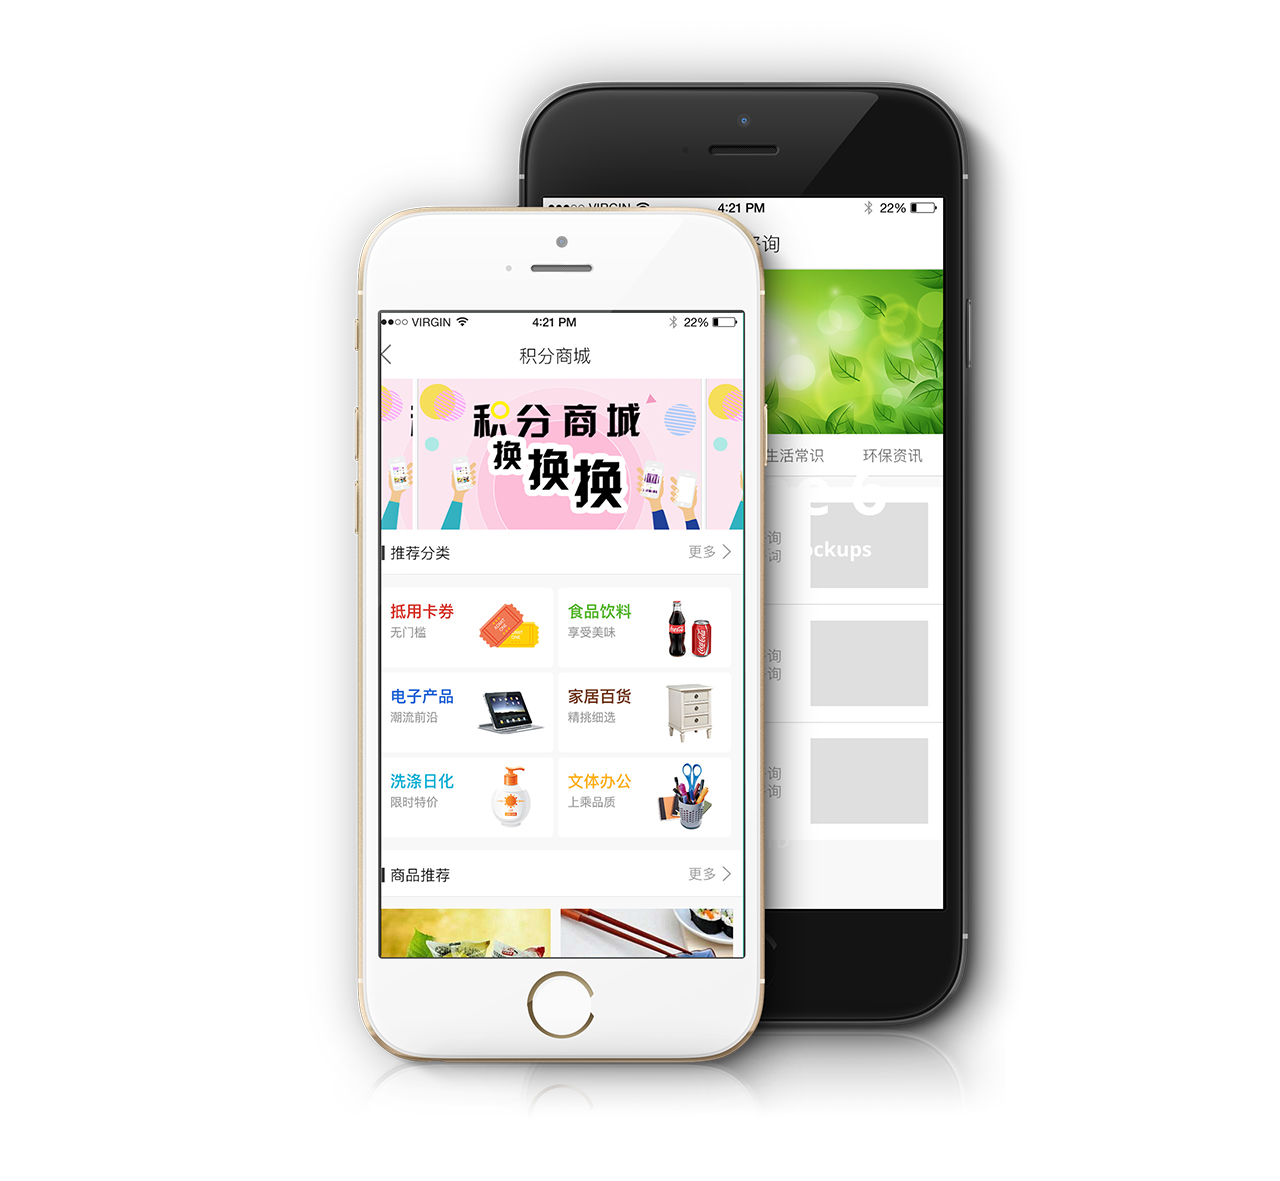 VIRGIN 4:21 PM 22%
咨询
生活常识 环保资讯
e 6
ockups
询
询
询
询
询
询
VIRGIN 4:21 PM 22%
积分商城
积分商城
换换换
推荐分类 更多
抵用卡券
无门槛
食品饮料
享受美味
电子产品
潮流前沿
家居百货
精挑细选
洗涤日化
限时特价
文体办公
上乘品质
商品推荐 更多